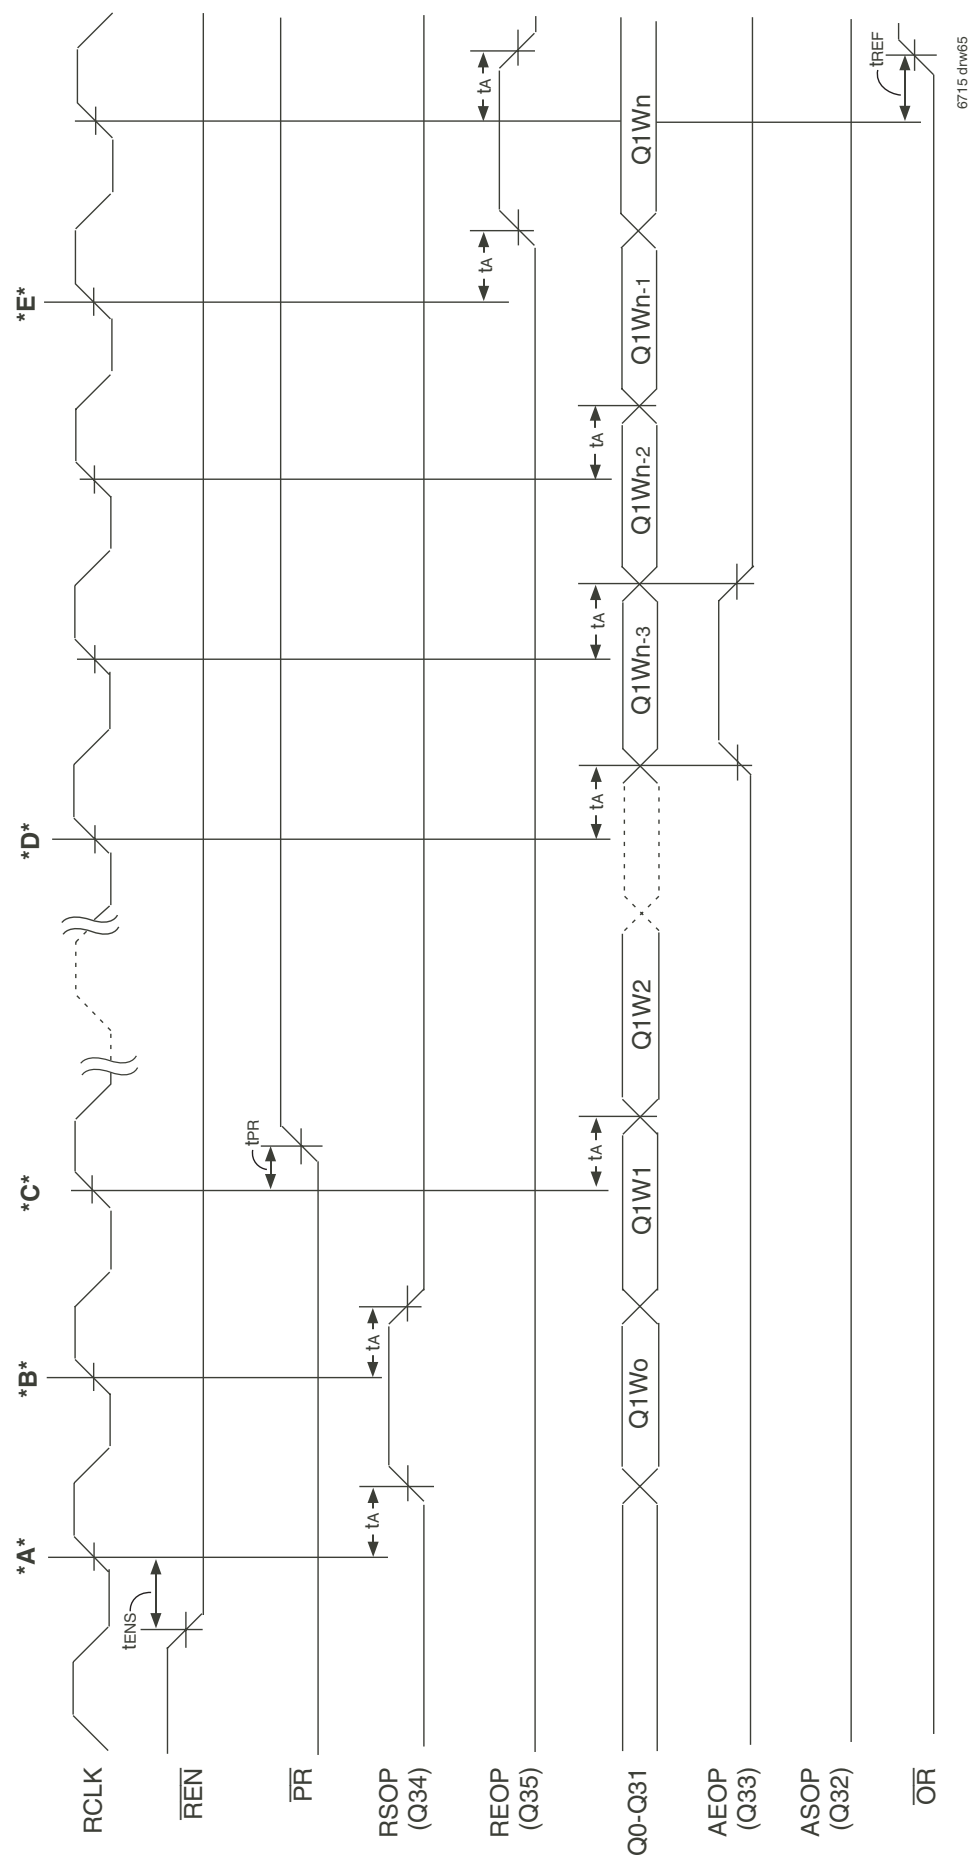 *A*
*B*
*C*
*D*
*E*
RCLK
REN
tENS
PR
tPR
RSOP
(Q34)
tA
tA
REOP
(Q35)
tA
tA
Q0-Q31
Q1Wo
Q1W1
Q1W2
Q1Wn-3
Q1Wn-2
Q1Wn-1
Q1Wn
tA
tA
tA
tA
AEOP
(Q33)
ASOP
(Q32)
OR
tREF
6715 drw65